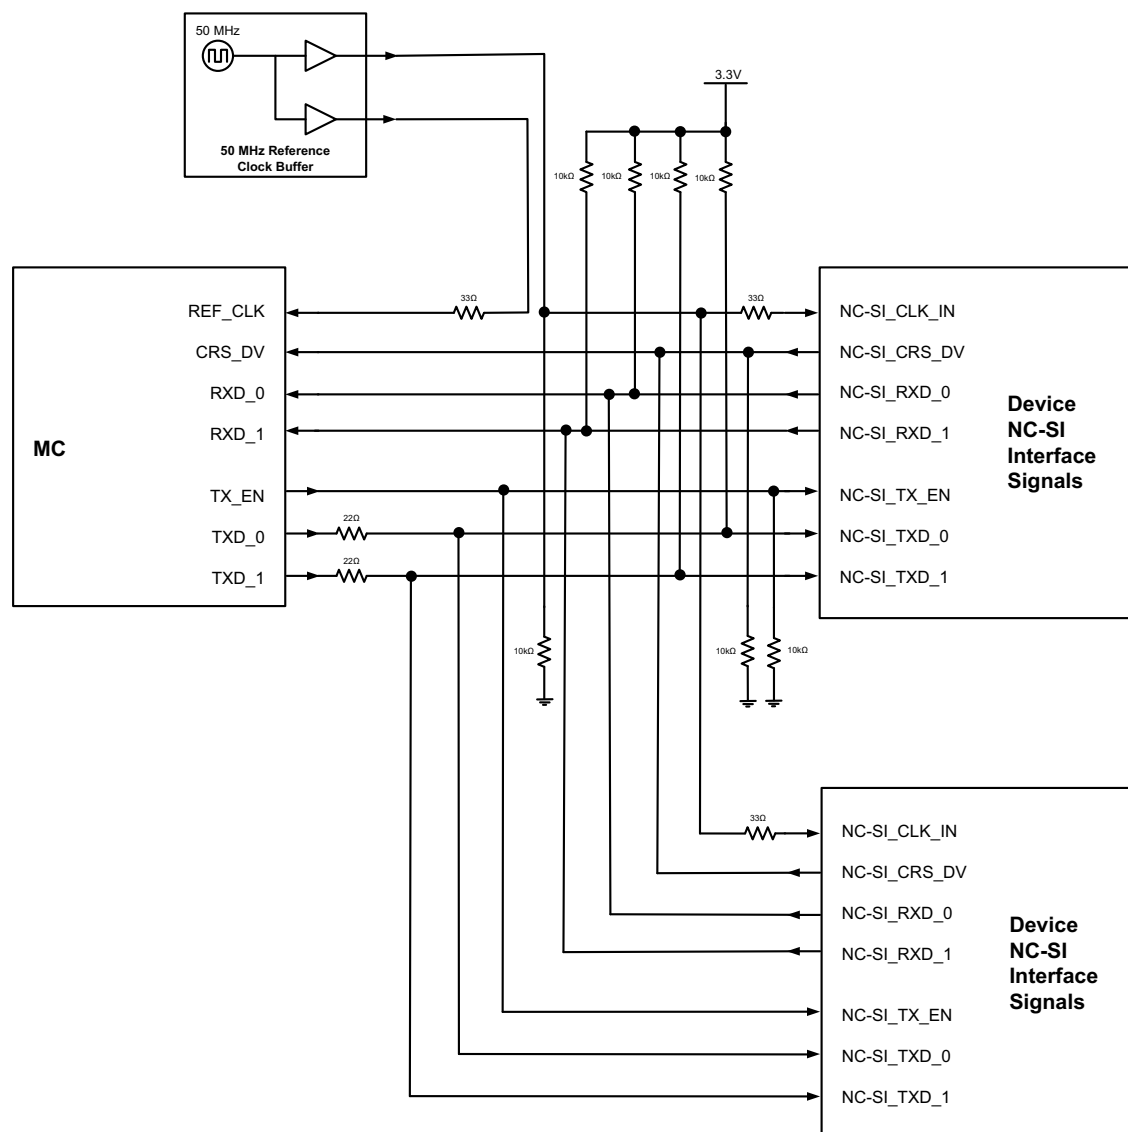 50 MHz
50 MHz Reference
Clock Buffer
3.3V
10kΩ
10kΩ
10kΩ
10kΩ
MC
REF_CLK
CRS_DV
RXD_0
RXD_1
TX_EN
TXD_0
TXD_1
33Ω
33Ω
22Ω
22Ω
NC-SI_CLK_IN
NC-SI_CRS_DV
NC-SI_RXD_0
NC-SI_RXD_1
NC-SI_TX_EN
NC-SI_TXD_0
NC-SI_TXD_1
Device
NC-SI
Interface
Signals
10kΩ
10kΩ
10kΩ
33Ω
NC-SI_CLK_IN
NC-SI_CRS_DV
NC-SI_RXD_0
NC-SI_RXD_1
NC-SI_TX_EN
NC-SI_TXD_0
NC-SI_TXD_1
Device
NC-SI
Interface
Signals